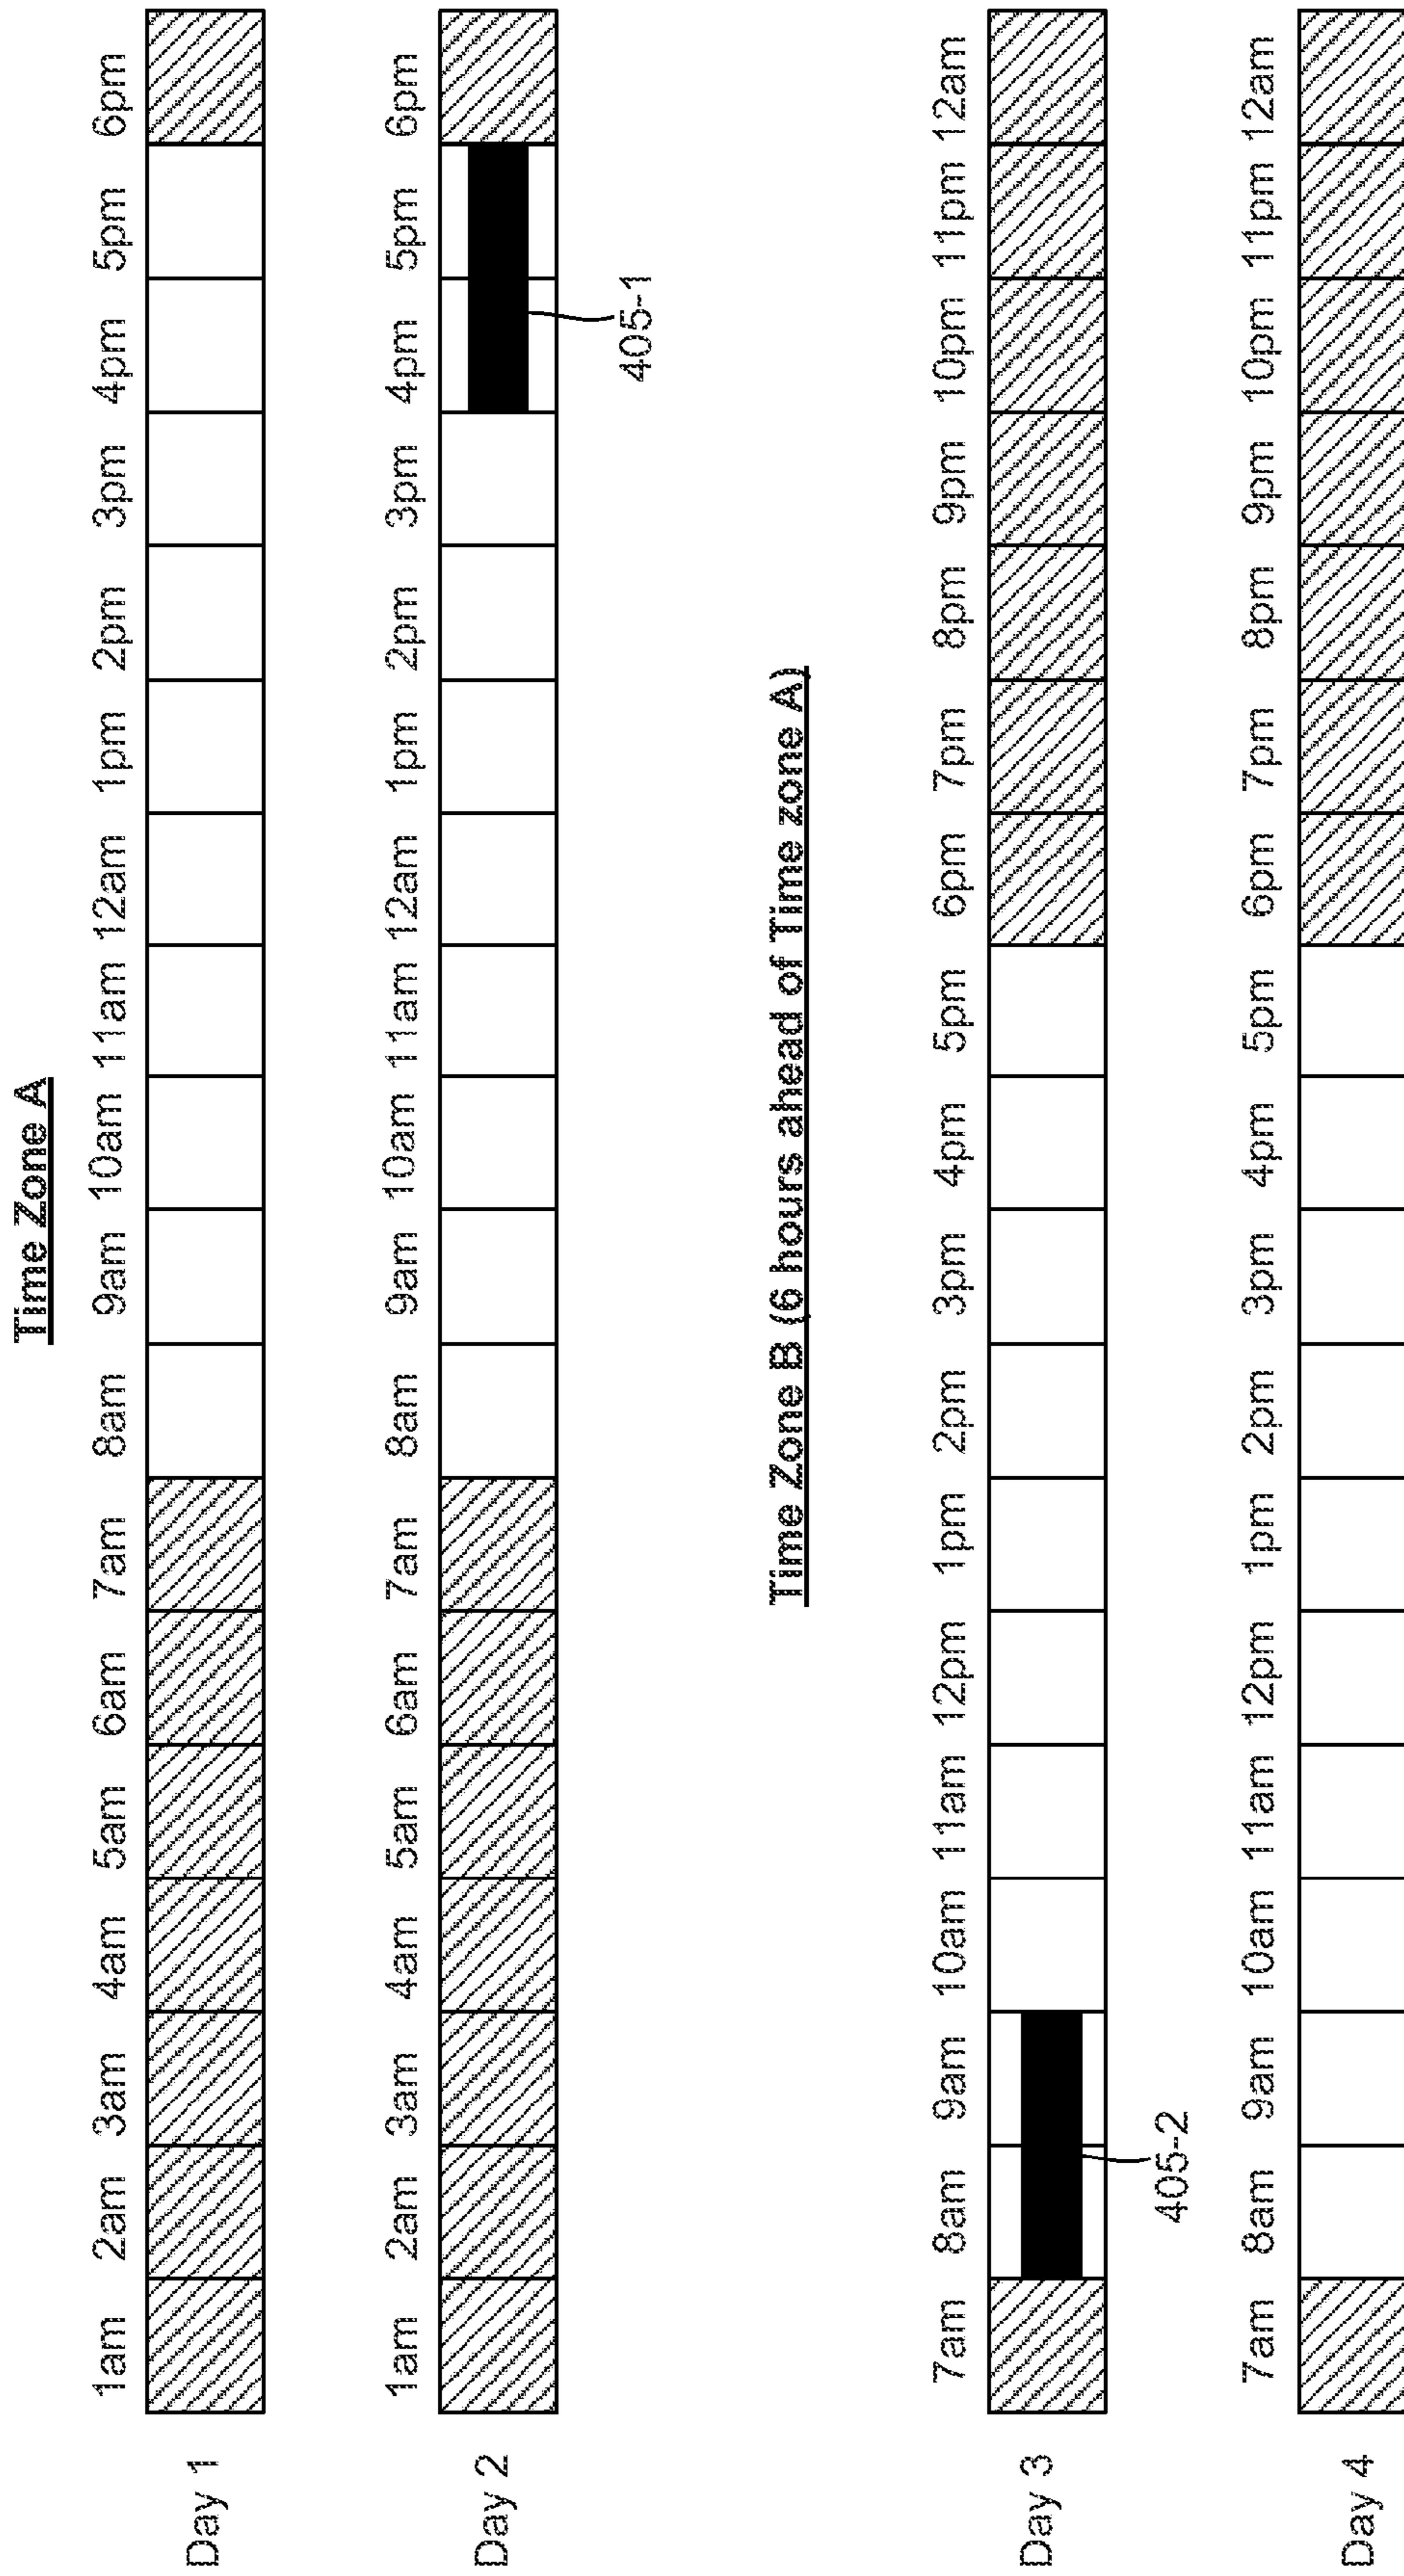 Time Zone A
1am 2am 3am 4am 5am 6am 7am 8am 9am 10am 11am 12am 1pm 2pm 3pm 4pm 5pm 6pm
Day 1
1am 2am 3am 4am 5am 6am 7am 8am 9am 10am 11am 12am 1pm 2pm 3pm 4pm 5pm 6pm
Day 2
405-1
Time Zone B (6 hours ahead of Time zone A)
7am 8am 9am 10am 11am 12pm 1pm 2pm 3pm 4pm 5pm 6pm 7pm 8pm 9pm 10pm 11pm 12am
Day 3
405-2
7am 8am 9am 10am 11am 12pm 1pm 2pm 3pm 4pm 5pm 6pm 7pm 8pm 9pm 10pm 11pm 12am
Day 4